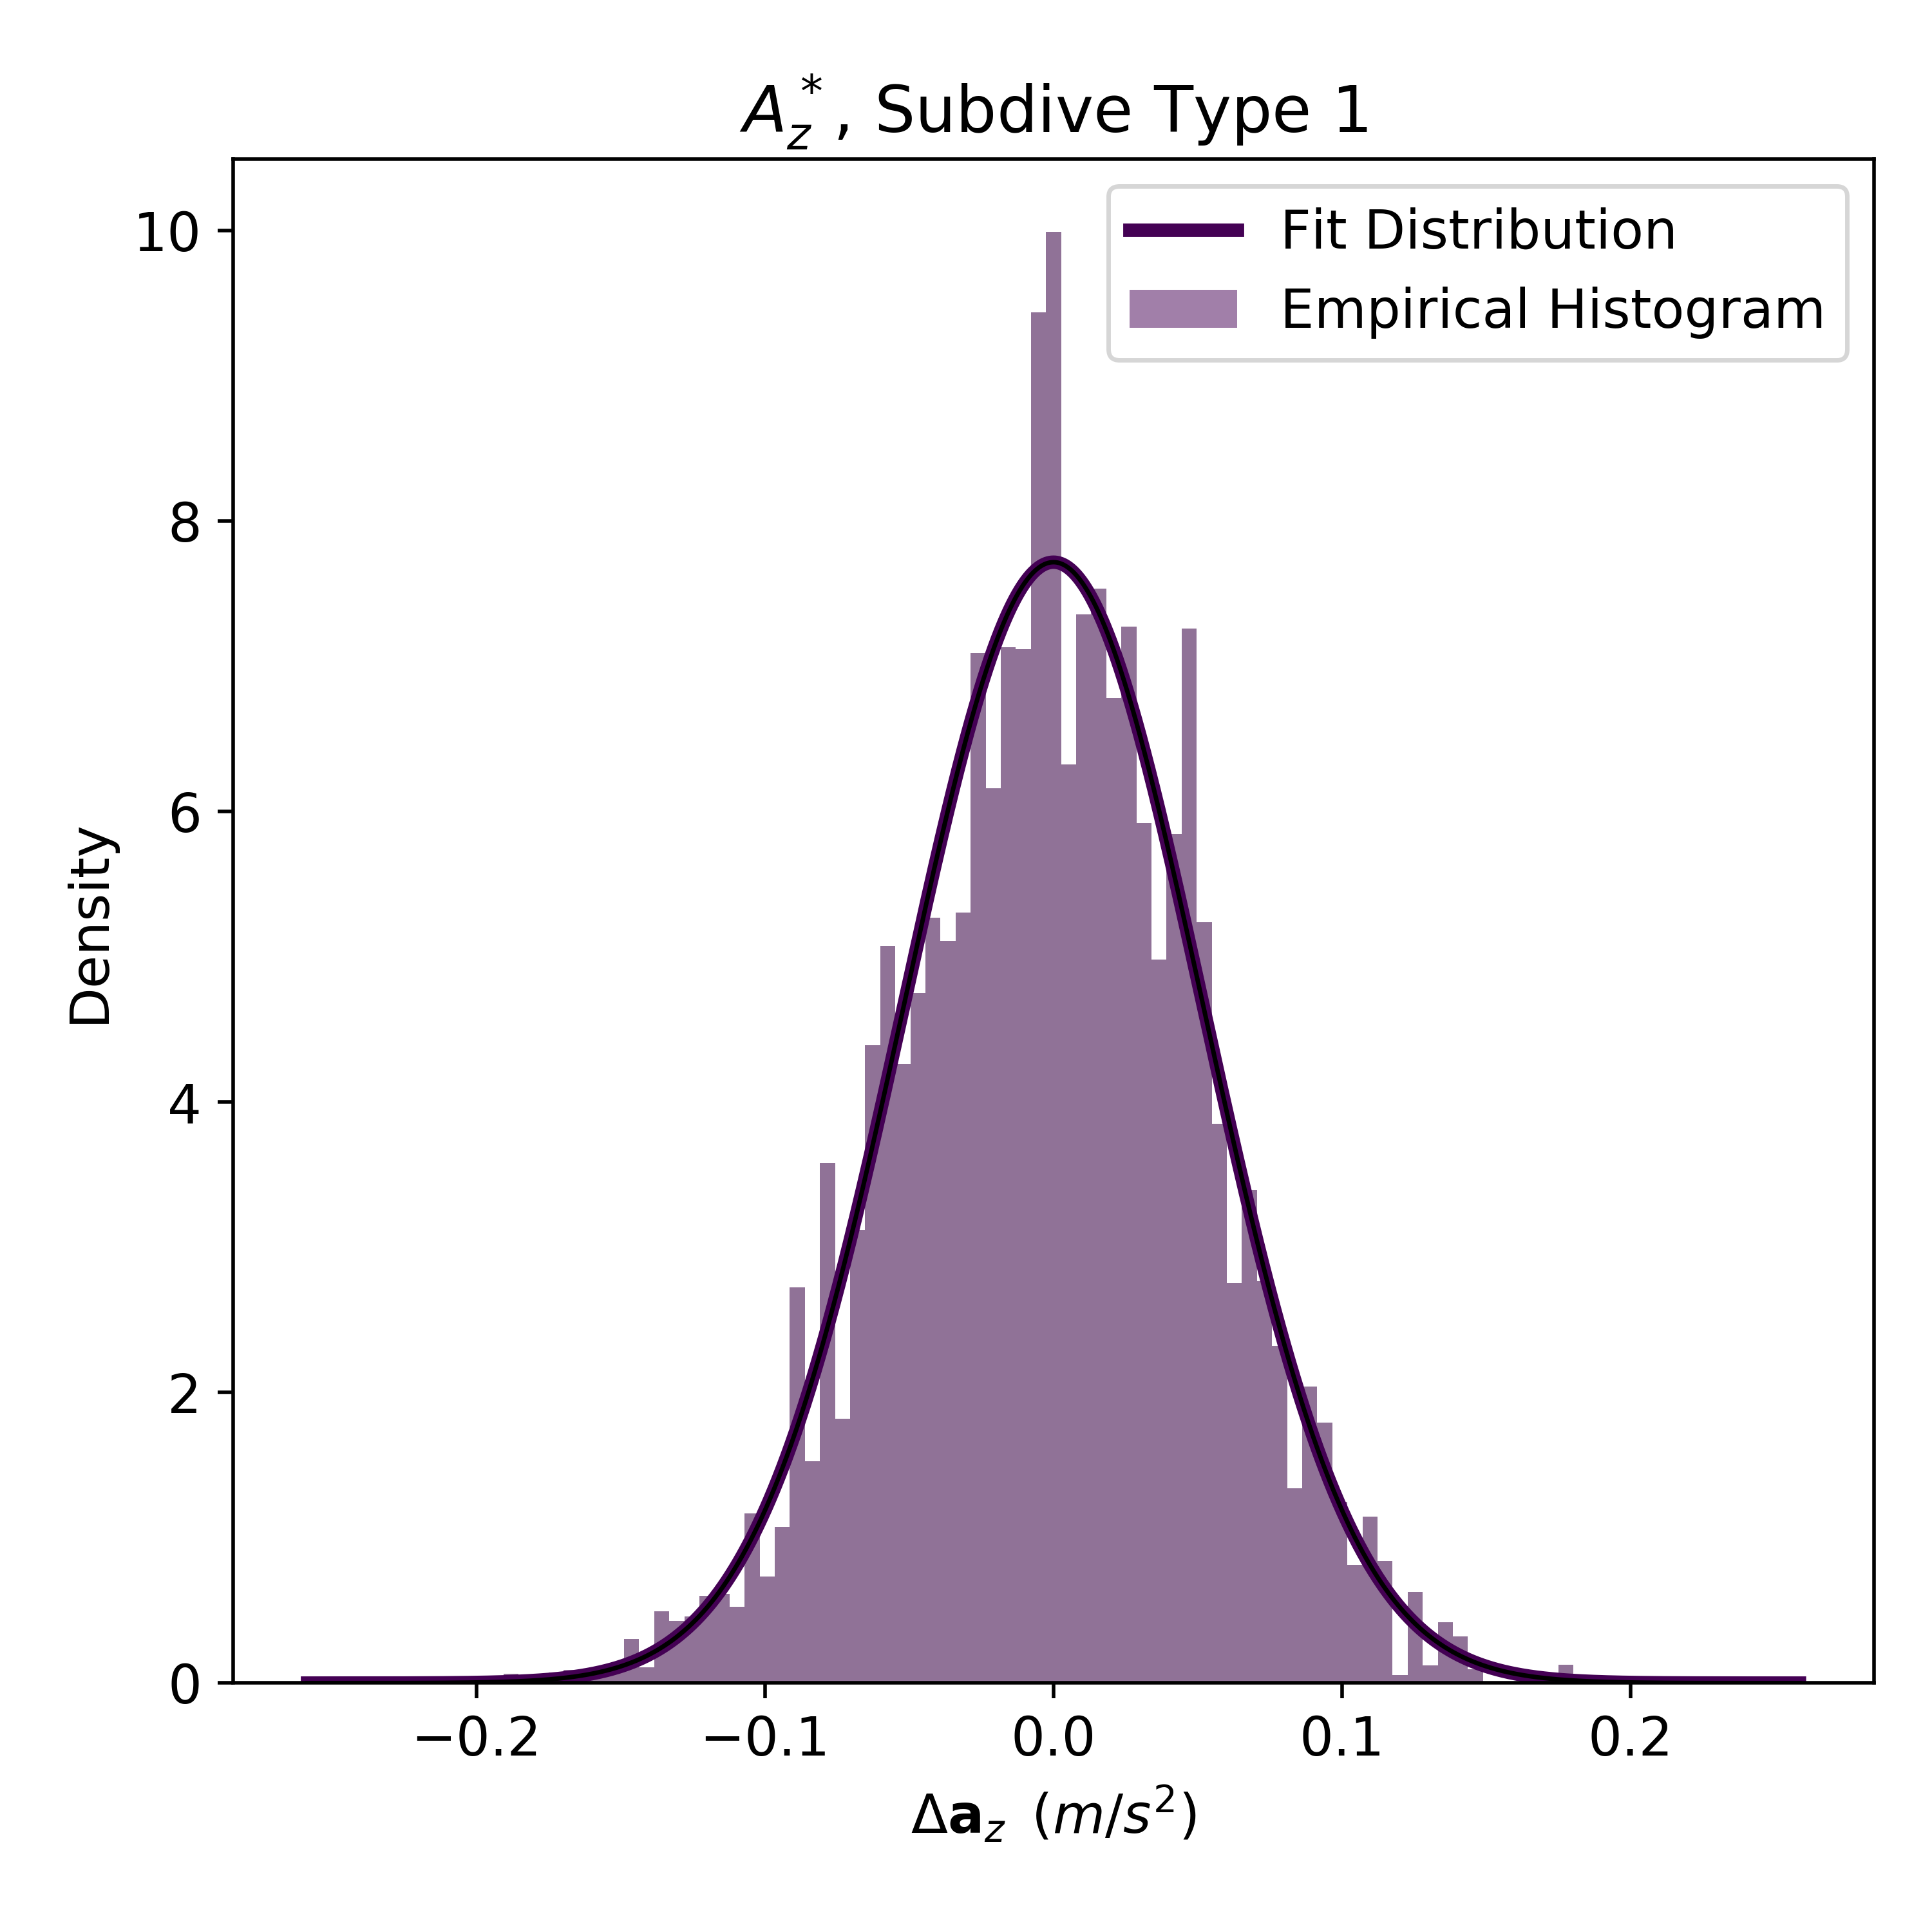 A*z, Subdive Type 1
Fit Distribution
Empirical Histogram
Density
10
8
6
4
2
0
−0.2 −0.1 0.0 0.1 0.2
Δaz (m/s²)